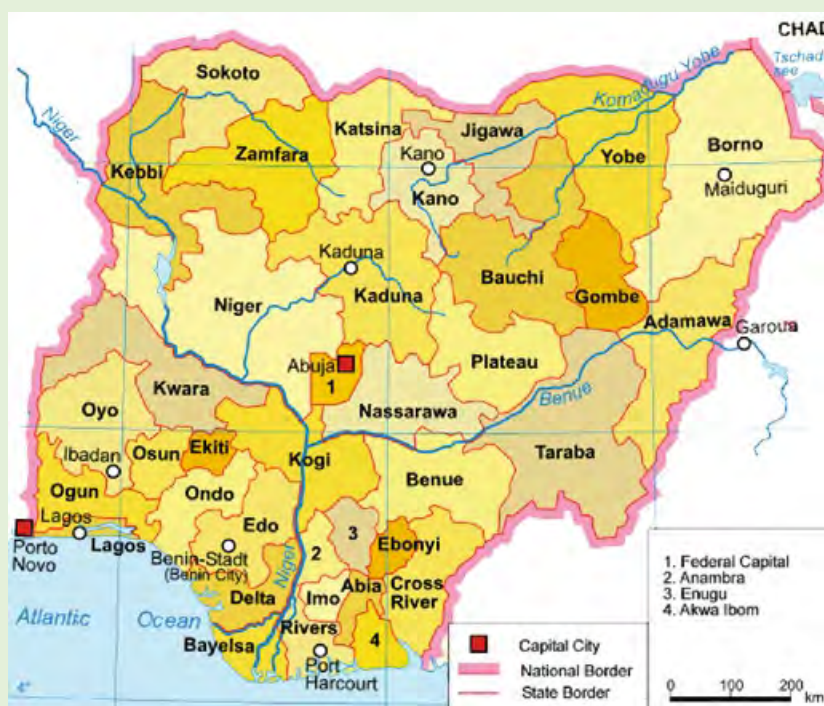 CHAD
Tschad-
see
Sokoto
Komadugu Yobe
Niger
Katsina
Jigawa
Kebbi
Zamfara
Kano
Yobe
Borno
Kano
Maiduguri
Kaduna
Bauchi
Niger
Kaduna
Gombe
Adamawa
Garoua
Abuja
1
Plateau
Kwara
Nassarawa
Benue
Oyo
Ibadan
Osun
Ekiti
Kogi
Benue
Taraba
Ogun
Ondo
Edo
Lagos
Lagos
Porto
Novo
Benin-Stadt
(Benin City)
Niger
2
3
Ebonyi
Abia
Cross
River
Delta
Imo
Atlantic Ocean
Bayelsa
Rivers
4
Port
Harcourt
4°
1. Federal Capital
2. Anambra
3. Enugu
4. Akwa Ibom
Capital City
National Border
State Border
0 100 200
km